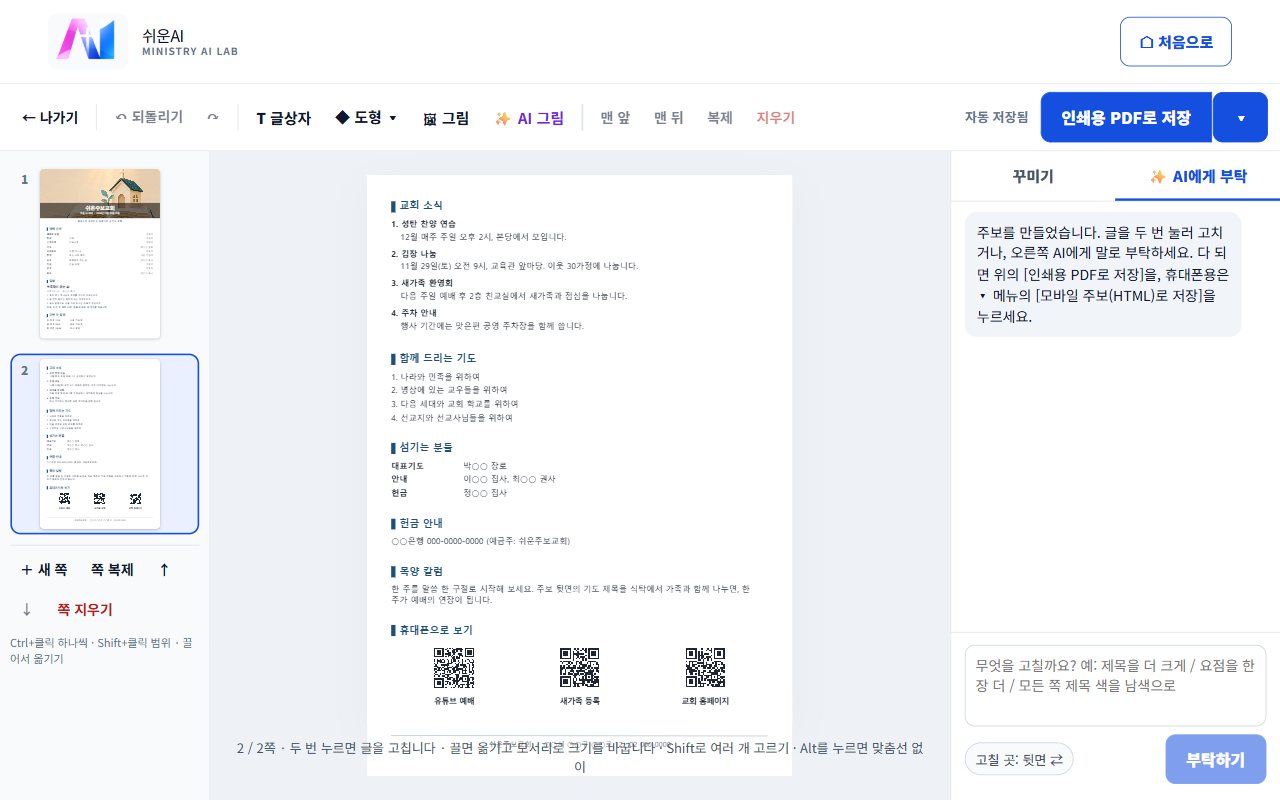 쉬운AI
MINISTRY AI LAB
처음으로
← 나가기
되돌리기
T 글상자
◆ 도형 ▼
그림
✨ AI 그림
맨 앞
맨 뒤
복제
지우기
자동 저장됨
인쇄용 PDF로 저장
▼
1
쉬운주보교회
2
+ 새 쪽
쪽 복제
↑
↓
쪽 지우기
Ctrl+클릭 하나씩 · Shift+클릭 범위 · 끌
어서 옮기기
교회 소식
1. 성탄 찬양 연습
12월 매주 주일 오후 2시, 본당에서 모입니다.
2. 김장 나눔
11월 29일(토) 오전 9시, 교육관 앞마당. 이웃 30가정에 나눕니다.
3. 새가족 환영회
다음 주일 예배 후 2층 친교실에서 새가족과 점심을 나눕니다.
4. 주차 안내
행사 기간에는 맞은편 공영 주차장을 함께 씁니다.
함께 드리는 기도
1. 나라와 민족을 위하여
2. 병상에 있는 교우들을 위하여
3. 다음 세대와 교회 학교를 위하여
4. 선교지와 선교사님들을 위하여
섬기는 분들
대표기도 박○○ 장로
안내 이○○ 집사, 최○○ 권사
헌금 정○○ 집사
헌금 안내
○○은행 000-0000-0000 (예금주: 쉬운주보교회)
목양 칼럼
한 주를 말씀 한 구절로 시작해 보세요. 주보 뒷면의 기도 제목을 식탁에서 가족과 함께 나누면, 한
주가 예배의 연장이 됩니다.
휴대폰으로 보기
유튜브 예배
새가족 등록
교회 홈페이지
2 / 2쪽 · 두 번 누르면 글을 고칩니다 · 끌면 옮기고 모서리로 크기를 바꿉니다 · Shift로 여러 개 고르기 · Alt를 누르면 맞춤선 없
이
꾸미기
✨ AI에게 부탁
주보를 만들었습니다. 글을 두 번 눌러 고치
거나, 오른쪽 AI에게 말로 부탁하세요. 다 되
면 위의 [인쇄용 PDF로 저장]을, 휴대폰용은
▼ 메뉴의 [모바일 주보(HTML)로 저장]을
누르세요.
무엇을 고칠까요? 예: 제목을 더 크게 / 요점을 한
장 더 / 모든 쪽 제목 색을 남색으로
고칠 곳: 뒷면 ⇄
부탁하기